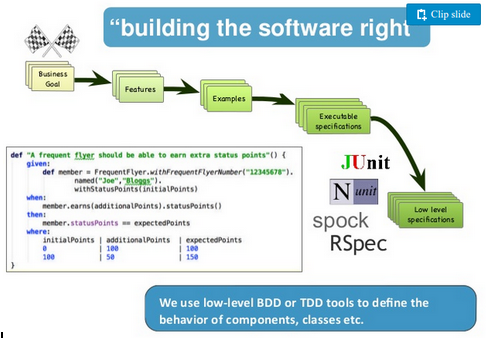 “building the software right
Clip slide
Business
Goal
Features
Examples
Executable
specifications
Low level
specifications
def "A frequent flyer should be able to earn extra status points"() {
given:
def member = FrequentFlyer.withFrequentFlyerNumber("12345678").
named("Joe","Bloggs").
withStatusPoints(initialPoints)
when:
member.earns(additionalPoints).statusPoints()
then:
member.statusPoints == expectedPoints
where:
initialPoints | additionalPoints | expectedPoints
0 | 100 | 100
100 | 50 | 150
}
JUnit
N unit
spock
RSpec
We use low-level BDD or TDD tools to define the
behavior of components, classes etc.